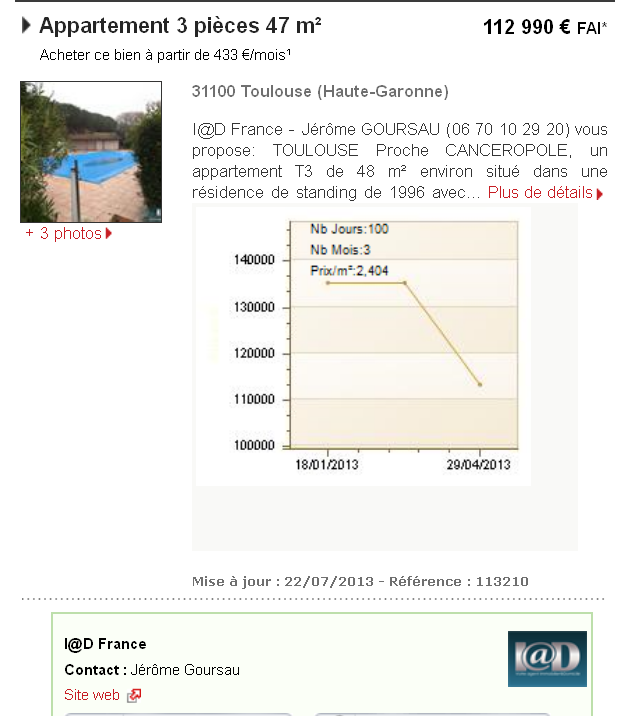 Appartement 3 pièces 47 m²
112 990 € FAI*
Acheter ce bien à partir de 433 €/mois¹
31100 Toulouse (Haute-Garonne)
I@D France - Jérôme GOURSAU (06 70 10 29 20) vous
propose: TOULOUSE Proche CANCEROPOLE, un
appartement T3 de 48 m² environ situé dans une
résidence de standing de 1996 avec... Plus de détails
+ 3 photos
Nb Jours:100
Nb Mois:3
Prix/m²:2,404
140000
130000
120000
110000
100000
18/01/2013
29/04/2013
Mise à jour : 22/07/2013 - Référence : 113210
I@D France
Contact : Jérôme Goursau
Site web
I@D